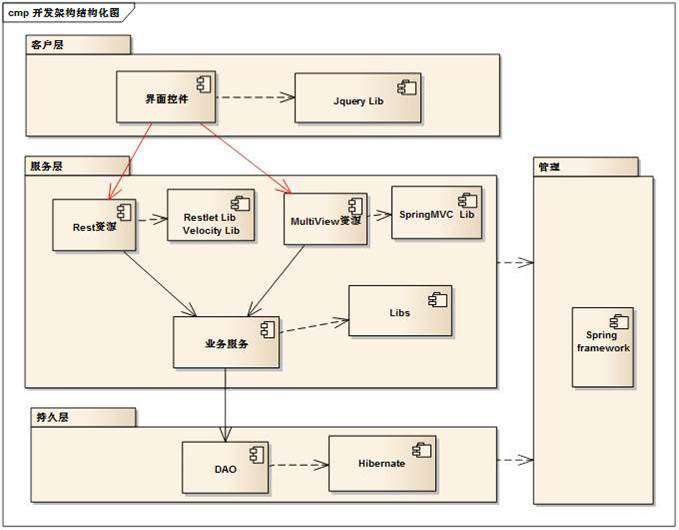 cmp 开发架构结构化图
客户层
界面控件
Jquery Lib
服务层
管理
Rest资源
Restlet Lib
Velocity Lib
MultiView资源
SpringMVC Lib
业务服务
Libs
Spring
framework
持久层
DAO
Hibernate